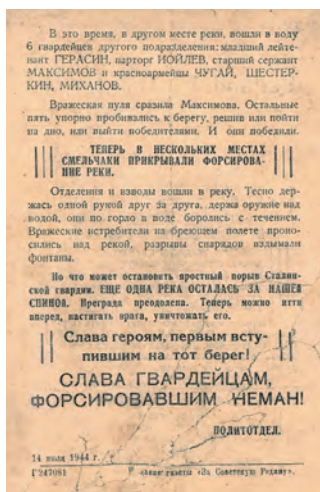 В это время, в другом месте реки, вошли в воду
6 гвардейцев другого подразделения: младший лейте-
нант ГЕРАСИН, парторг ИОЙЛЕВ, старший сержант
МАКСИМОВ и красноармейцы ЧУГАЙ, ШЕСТЕР-
КИН, МИХАНОВ.
Вражеская пуля сразила Максимова. Остальные
пять упорно пробивались к берегу, решив или пойти
на дно, или выйти победителями. И они победили.
ТЕПЕРЬ В НЕСКОЛЬКИХ МЕСТАХ
СМЕЛЬЧАКИ ПРИКРЫВАЛИ ФОРСИРОВА-
НИЕ РЕКИ.
Отделения и взводы вошли в реку. Тесно дер-
жась одной рукой друг за друга, держа оружие над
водой, они по горло в воде боролись с течением.
Вражеские истребители на бреющем полете проно-
сились над рекой, разрывы снарядов вздымали
фонтаны.
Но что может остановить яростный порыв Сталин-
ской гвардии. ЕЩЕ ОДНА РЕКА ОСТАЛАСЬ ЗА НАШЕЙ
СПИНОЙ. Преграда преодолена. Теперь можно итти
вперед, настигать врага, уничтожать его.
Слава героям, первым всту-
пившим на тот берег!
СЛАВА ГВАРДЕЙЦАМ,
ФОРСИРОВАВШИМ НЕМАН!
ПОЛИТОТДЕЛ.
14 июля 1944 г.
Г247081 газеты «За Советскую Родину».